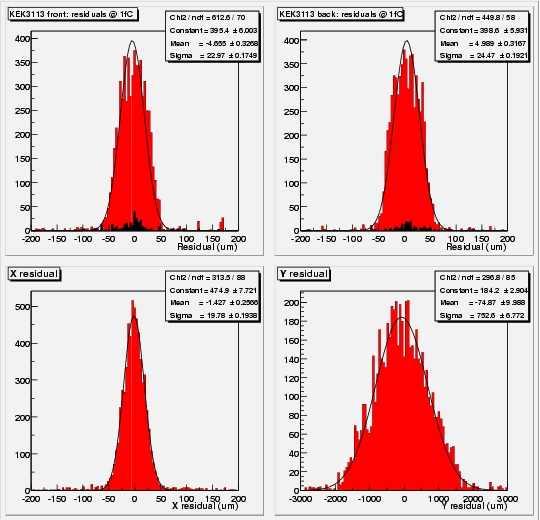 KEK3113 front: residuals @ 1fC
Chi2 / ndf = 612.6 / 70
Constant = 395.4 ± 6.003
Mean = -4.655 ± 0.3268
Sigma = 22.97 ± 0.1749
400
350
300
250
200
150
100
50
0
-200 -150 -100 -50 0 50 100 150 200
Residual (um)
KEK3113 back: residuals @ 1fC
Chi2 / ndf = 449.8 / 58
Constant = 398.6 ± 5.931
Mean = 4.989 ± 0.3167
Sigma = 24.47 ± 0.1921
400
350
300
250
200
150
100
50
0
-200 -150 -100 -50 0 50 100 150 200
Residual (um)
X residual
Chi2 / ndf = 313.5 / 88
Constant = 474.9 ± 7.721
Mean = -1.427 ± 0.2566
Sigma = 19.78 ± 0.1938
500
400
300
200
100
0
-200 -150 -100 -50 0 50 100 150 200
X residual (um)
Y residual
Chi2 / ndf = 296.8 / 85
Constant = 184.2 ± 2.904
Mean = -74.87 ± 9.988
Sigma = 752.6 ± 6.772
200
180
160
140
120
100
80
60
40
20
0
-3000 -2000 -1000 0 1000 2000 3000
Y residual (um)